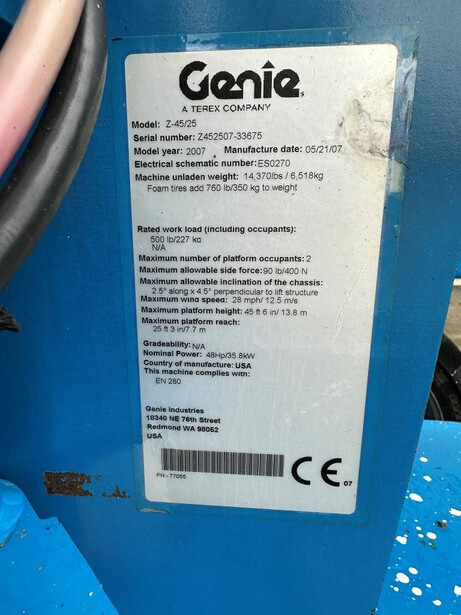 Genie
A TEREX COMPANY
Model: Z-45/25
Serial number: Z452507-33675
Model year: 2007 Manufacture date: 05/21/07
Electrical schematic number: ES0270
Machine unladen weight: 14,370lbs / 6,518kg
Foam tires add 760 lb/350 kg to weight
Rated work load (including occupants):
500 lb/227 kg
N/A
Maximum number of platform occupants: 2
Maximum allowable side force: 90 lb/400 N
Maximum allowable inclination of the chassis:
2.5° along x 4.5° perpendicular to lift structure
Maximum wind speed: 28 mph/ 12.5 m/s
Maximum platform height: 45 ft 6 in/ 13.8 m
Maximum platform reach:
25 ft 3 in/7.7 m
Gradeability: N/A
Nominal Power: 48Hp/35.8kW
Country of manufacture: USA
This machine complies with:
EN 280
Genie Industries
18340 NE 76th Street
Redmond WA 98052
USA
PN - 77055
CE 07